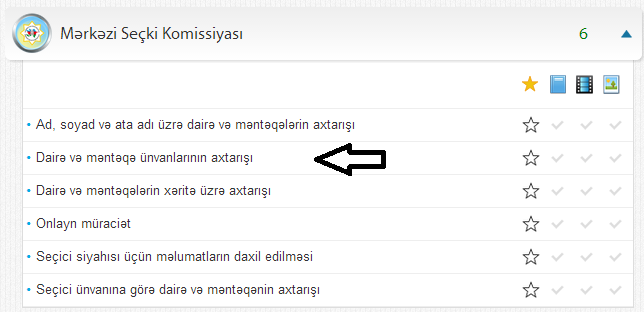 Mərkəzi Seçki Komissiyası 6
Ad, soyad və ata adı üzrə dairə və məntəqələrin axtarışı
Dairə və məntəqə ünvanlarının axtarışı
Dairə və məntəqələrin xəritə üzrə axtarışı
Onlayn müraciət
Seçici siyahısı üçün məlumatların daxil edilməsi
Seçici ünvanına görə dairə və məntəqənin axtarışı